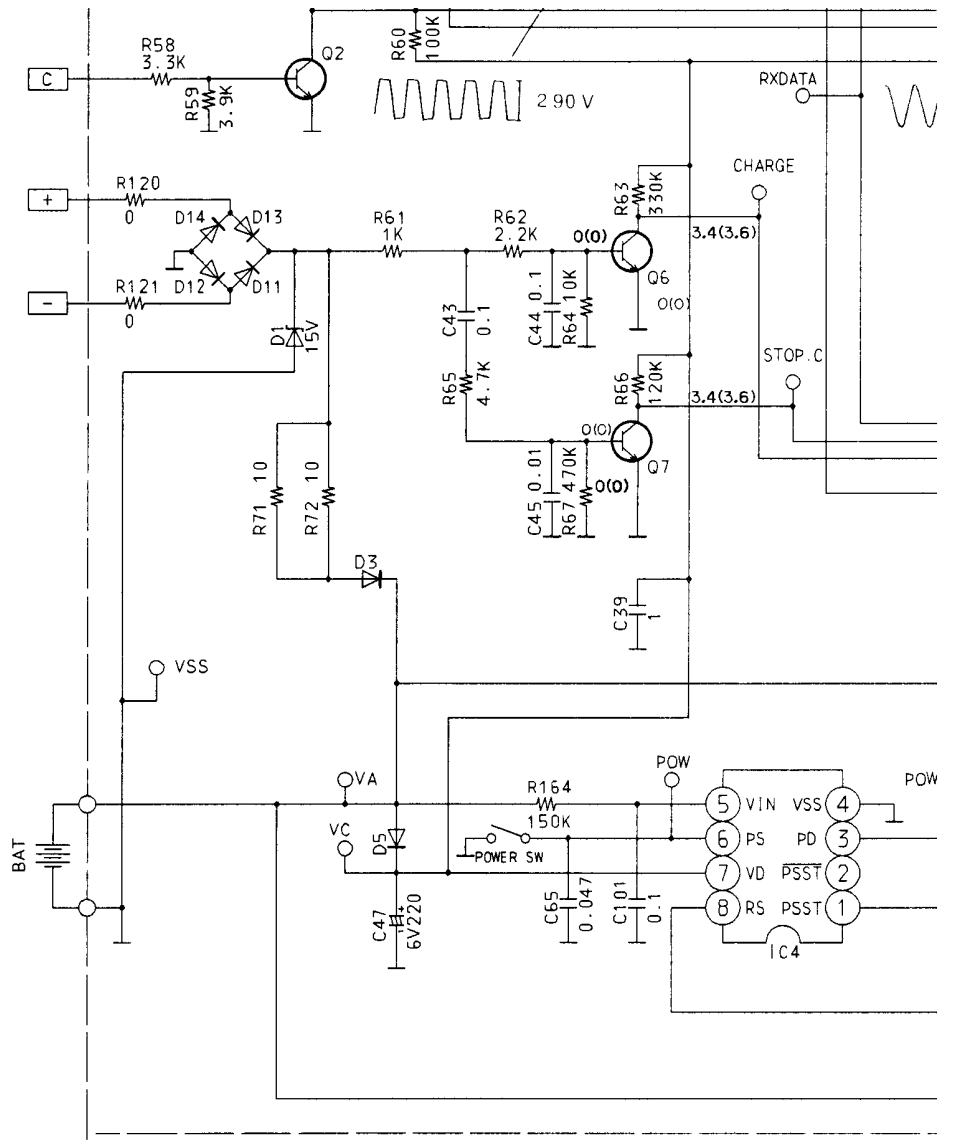 C
R58
3.3K
R59
3.9K
Q2
R60
100K
290V
RXDATA
CHARGE
+
R120
0
D14
D13
D12
D11
-
R121
0
R61
1K
R62
2.2K
0(0)
R63
330K
3.4(3.6)
Q6
0(0)
C43
0.1
C44 0.1
R64 10K
D1
15V
R65
4.7K
STOP.C
R66
120K
3.4(3.6)
0(0)
Q7
0(0)
C45 0.01
R67 470K
R71 10
R72 10
D3
C39
1
VSS
POW
POW
VA
R164
150K
VC
D5
POWER SW
BAT
C47
6V220
+
C65
0.047
C101
0.1
5 VIN VSS 4
6 PS PD 3
7 VD PSST 2
8 RS PSST 1
IC4